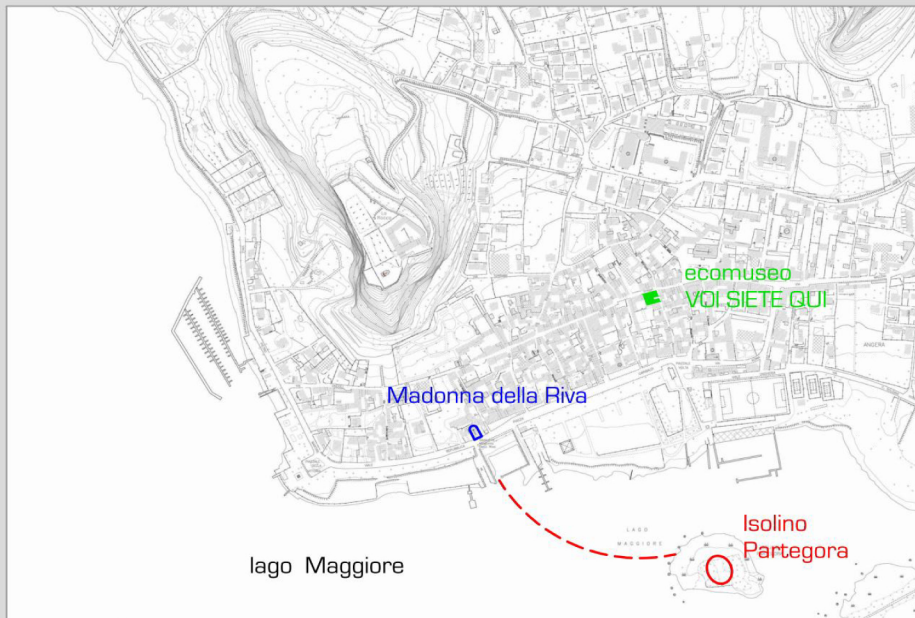 ecomuseo
VOI SIETE QUI
ANGERA
Madonna della Riva
LAGO
MAGGIORE
Isolino
Partegora
lago Maggiore